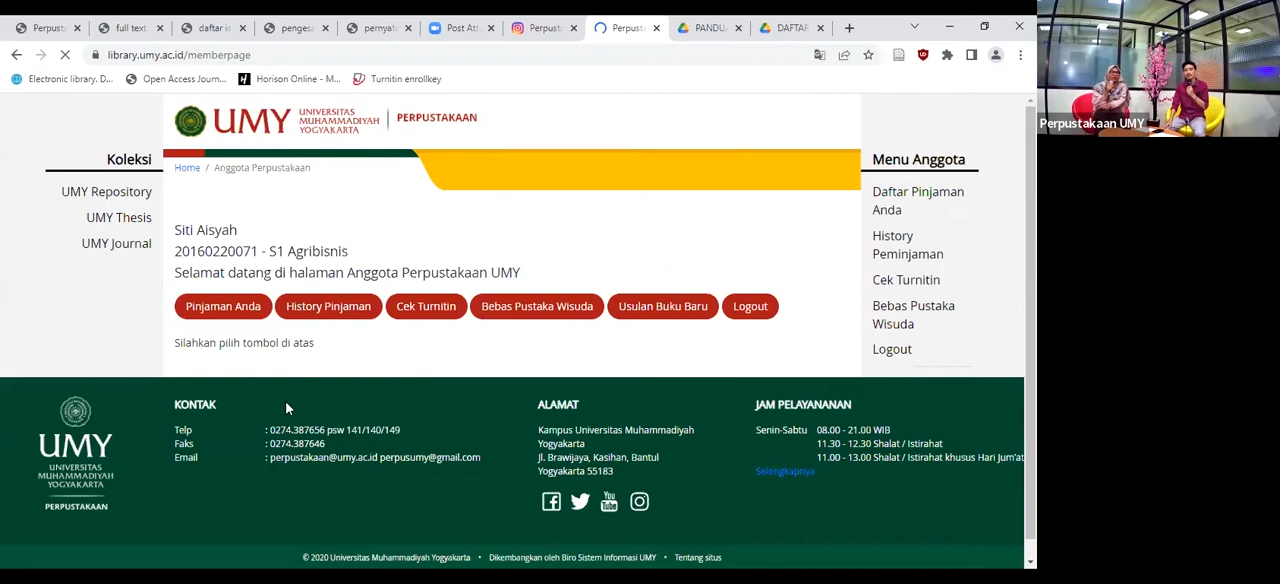 Perpust
full text
daftar is
pengesa
pernyat
Post Att
Perpust
Perpust
PANDU
DAFTAP
library.umy.ac.id/memberpage
Electronic library. D...
Open Access Journ...
Horison Online - M...
Turnitin enrollkey
Perpustakaan UMY
UMY
UNIVERSITAS
MUHAMMADIYAH
YOGYAKARTA
PERPUSTAKAAN
Koleksi
UMY Repository
UMY Thesis
UMY Journal
Home / Anggota Perpustakaan
Siti Aisyah
20160220071 - S1 Agribisnis
Selamat datang di halaman Anggota Perpustakaan UMY
Pinjaman Anda
History Pinjaman
Cek Turnitin
Bebas Pustaka Wisuda
Usulan Buku Baru
Logout
Silahkan pilih tombol di atas
Menu Anggota
Daftar Pinjaman
Anda
History
Peminjaman
Cek Turnitin
Bebas Pustaka
Wisuda
Logout
UMY
UNIVERSITAS
MUHAMMADIYAH
YOGYAKARTA
PERPUSTAKAAN
KONTAK
Telp : 0274.387656 psw 141/140/149
Faks : 0274.387646
Email : perpustakaan@umy.ac.id perpusumy@gmail.com
ALAMAT
Kampus Universitas Muhammadiyah
Yogyakarta
Jl. Brawijaya, Kasihan, Bantul
Yogyakarta 55183
You
Tube
JAM PELAYANANAN
Senin-Sabtu 08.00 - 21.00 WIB
11.30 - 12.30 Shalat / Istirahat
11.00 - 13.00 Shalat / Istirahat khusus Hari Jum'at
Selengkapnya
© 2020 Universitas Muhammadiyah Yogyakarta • Dikembangkan oleh Biro Sistem Informasi UMY • Tentang situs